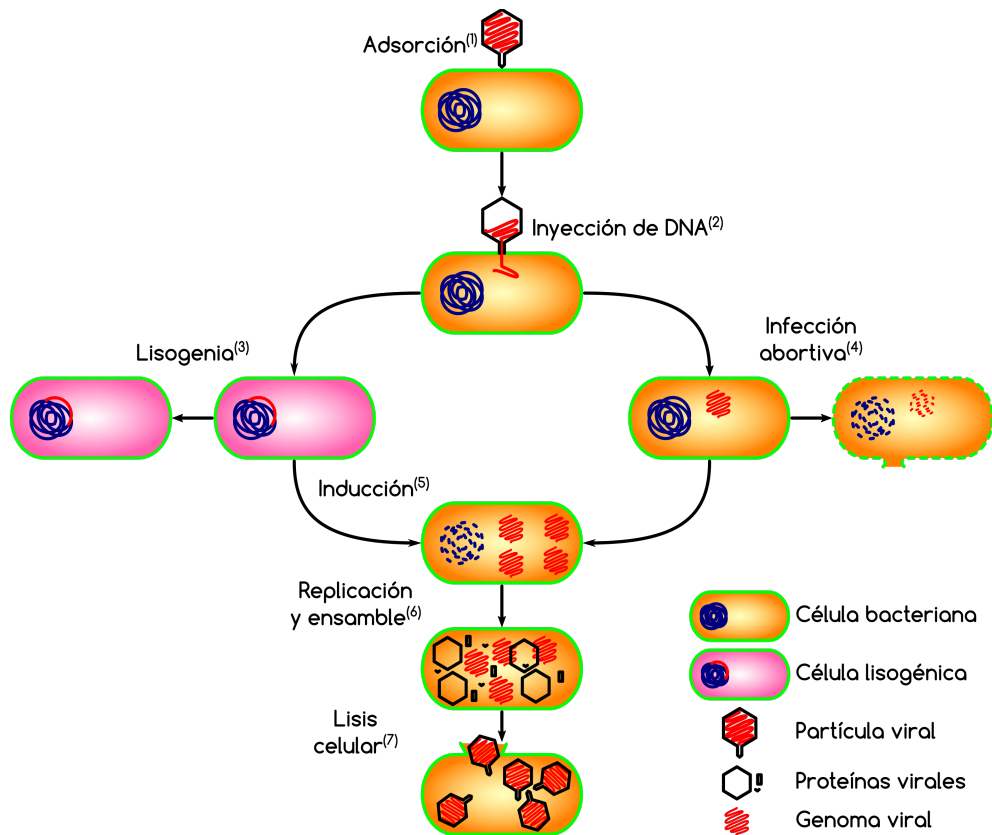 Adsorción(1)
Inyección de DNA(2)
Lisogenia(3)
Infección
abortiva(4)
Inducción(5)
Replicación
y ensamble(6)
Lisis
celular(7)
Célula bacteriana
Célula lisogénica
Partícula viral
Proteínas virales
Genoma viral